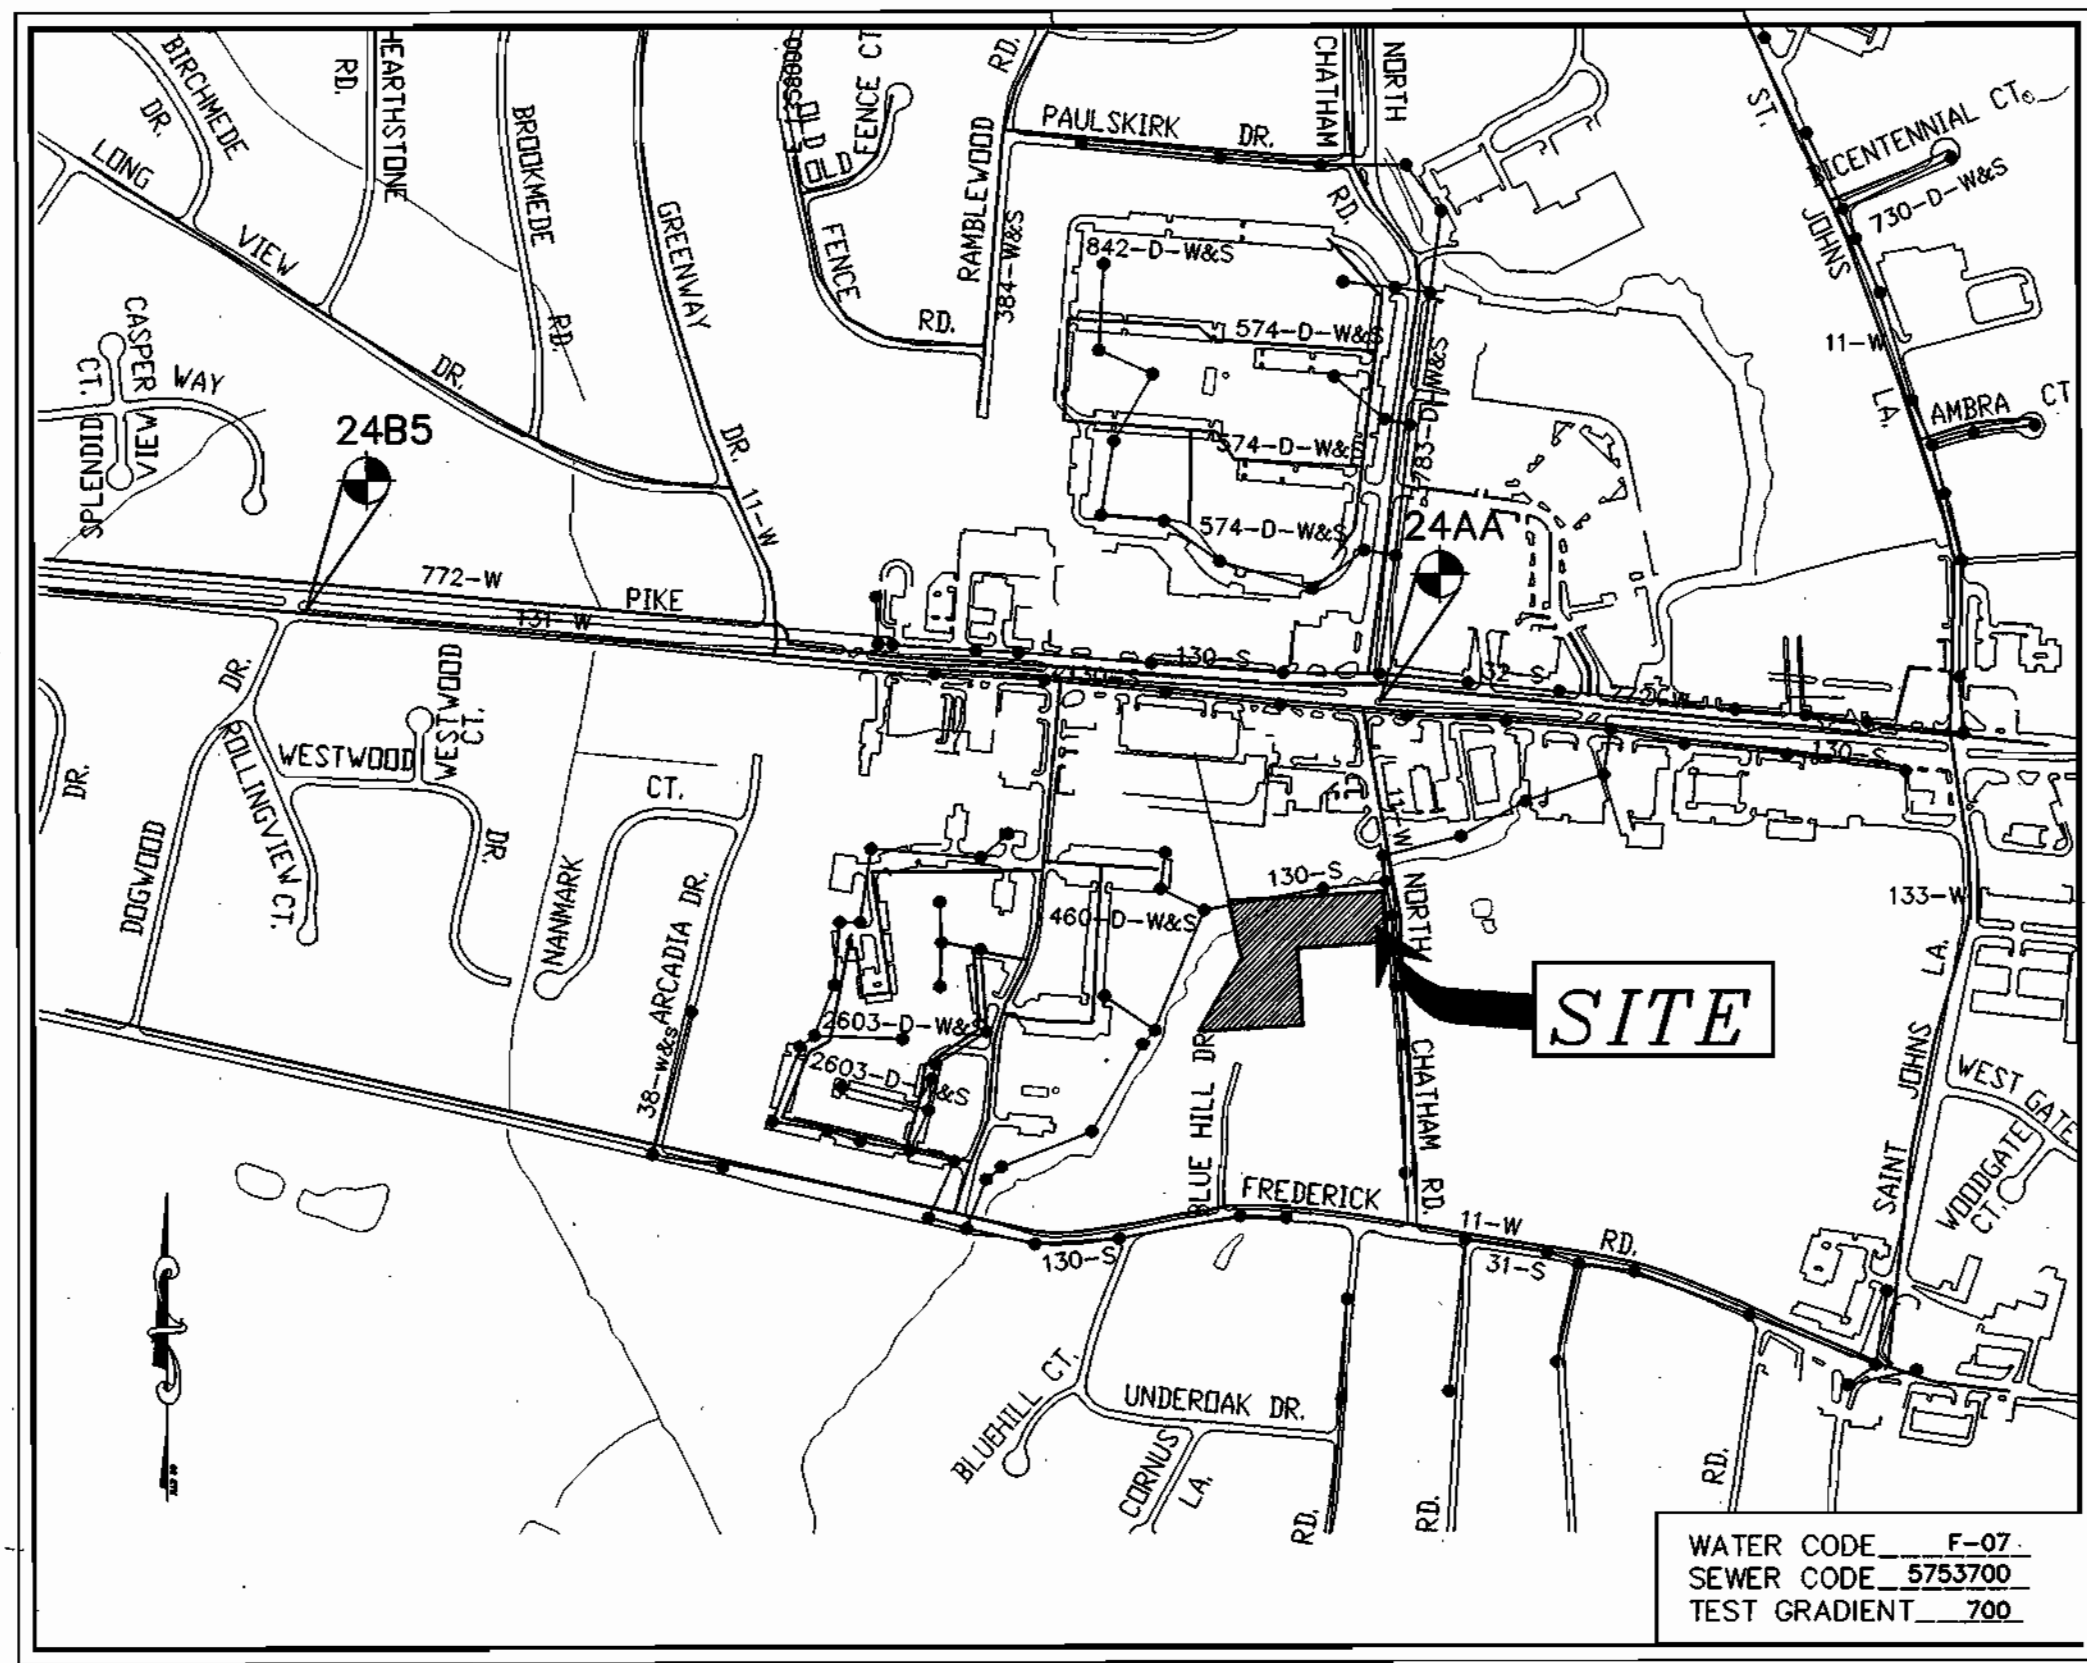 BIRCHMEDE
DR.
HEARTHSTONE
RD.
BROOKMEDE
RD.
GREENWAY
DR.
11-W
OLD
FENCE CT
OLD
FENCE
RD.
RD.
RAMBLEWOOD
384-W&S
PAULSKIRK DR.
CHATHAM
NORTH
RD.
ST.
JOHNS
LA.
BICENTENNIAL CT.
730-D-W&S
11-W
AMBRA CT
LONG
VIEW
DR.
CASPER
VIEW
WAY
SPLENDID
CT.
24B5
842-D-W&S
574-D-W&S
574-D-W&S
574-D-W&S
783-D-W&S
24AA
772-W
131-W
PIKE
130-S
130-S
132-S
772-W
130-S
DR.
DR.
DOGWOOD
ROLLINGVIEW CT.
WESTWOOD
CT.
WESTWOOD
DR.
CT.
NANMARK
ARCADIA DR.
38-W&S
11-W
130-S
460-D-W&S
NORTH
CHATHAM
RD.
SITE
133-W
SAINT JOHNS LA.
2603-D-W&S
2603-D-W&S
BLUE HILL DR.
WEST GATE
WOODGATE
CT.
FREDERICK
RD.
11-W
31-S
130-S
BLUEHILL CT.
UNDEROAK DR.
CORNUS
LA.
RD.
RD.
RD.
WATER CODE F-07
SEWER CODE 5753700
TEST GRADIENT 700